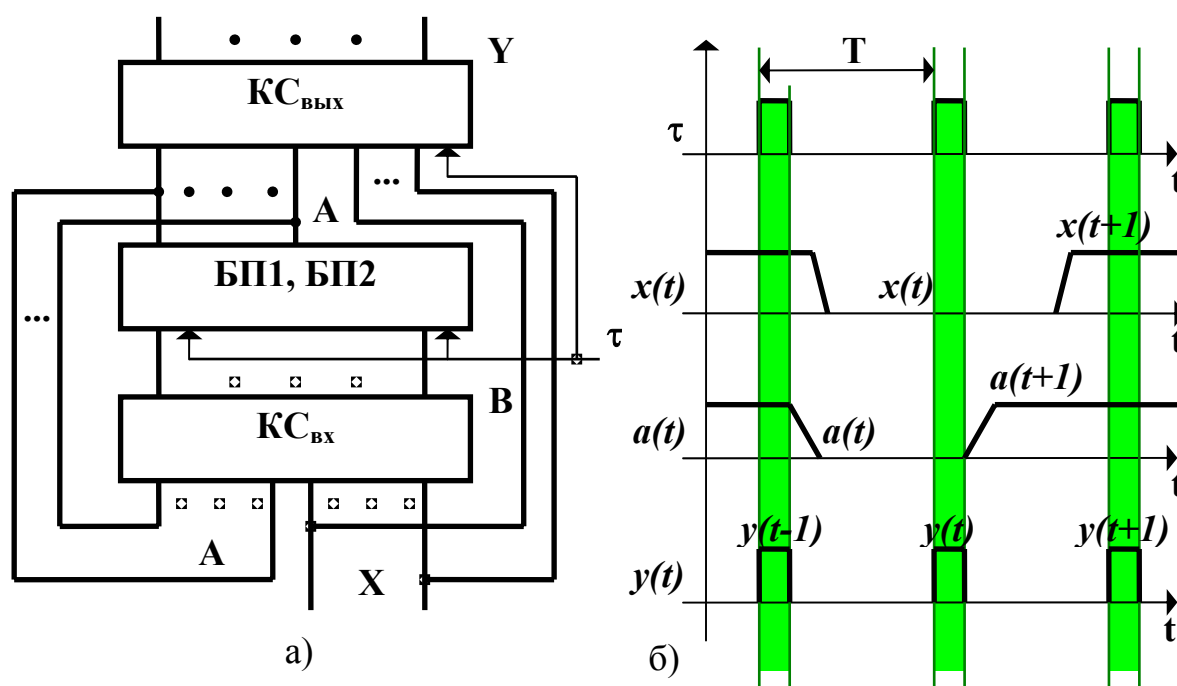 Y
КСвых
...
A
БП1, БП2
...
τ
B
КСвх
A
X
а)
T
τ
t
x(t+1)
x(t)
x(t)
t
a(t+1)
a(t)
a(t)
t
y(t-1)
y(t)
y(t+1)
y(t)
t
б)